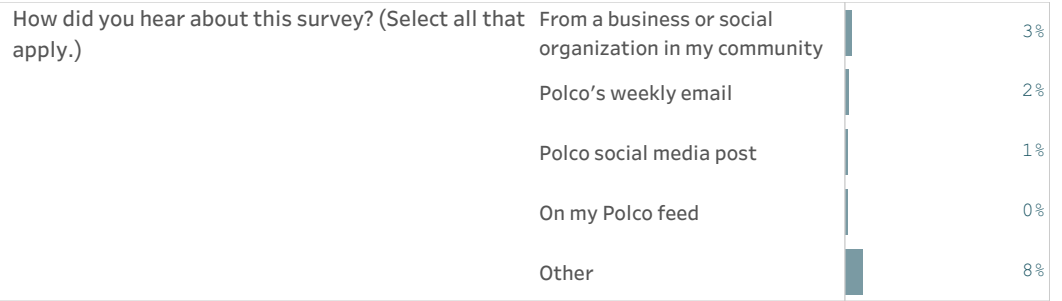 How did you hear about this survey? (Select all that
apply.)
From a business or social
organization in my community
3%
Polco’s weekly email
2%
Polco social media post
1%
On my Polco feed
0%
Other
8%